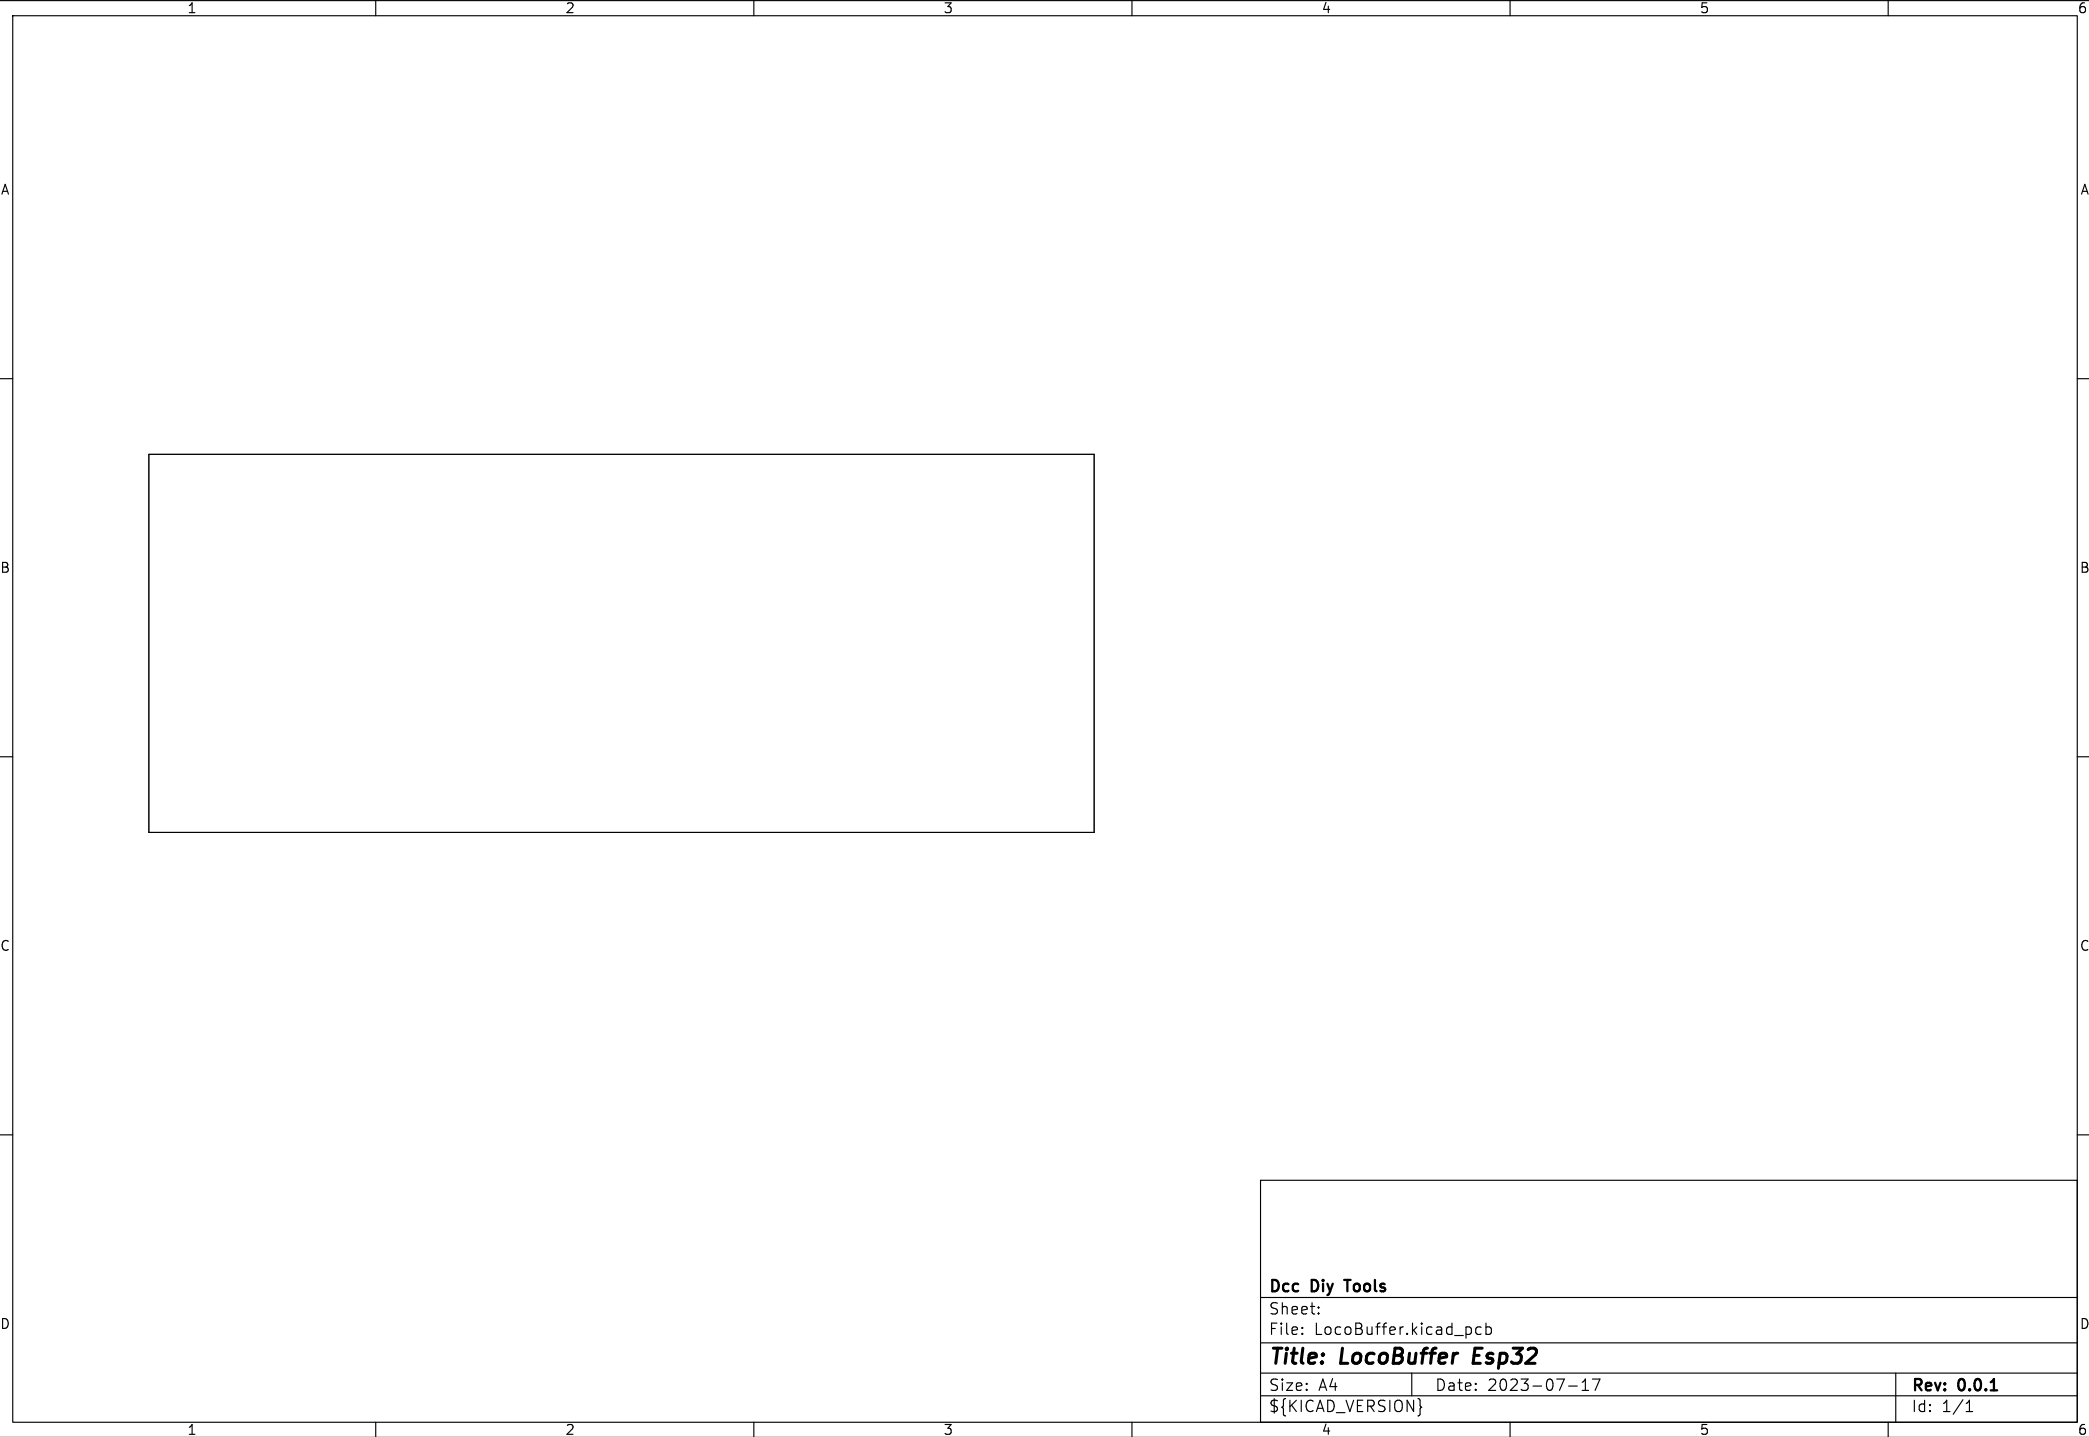 1 2 3 4 5 6
A A
B B
C C
Dcc Diy Tools
Sheet:
D D
File: LocoBuffer.kicad_pcb
Title: LocoBuffer Esp32
Size: A4 Date: 2023-07-17 Rev: 0.0.1
${KICAD_VERSION} Id: 1/1
1 2 3 4 5 6